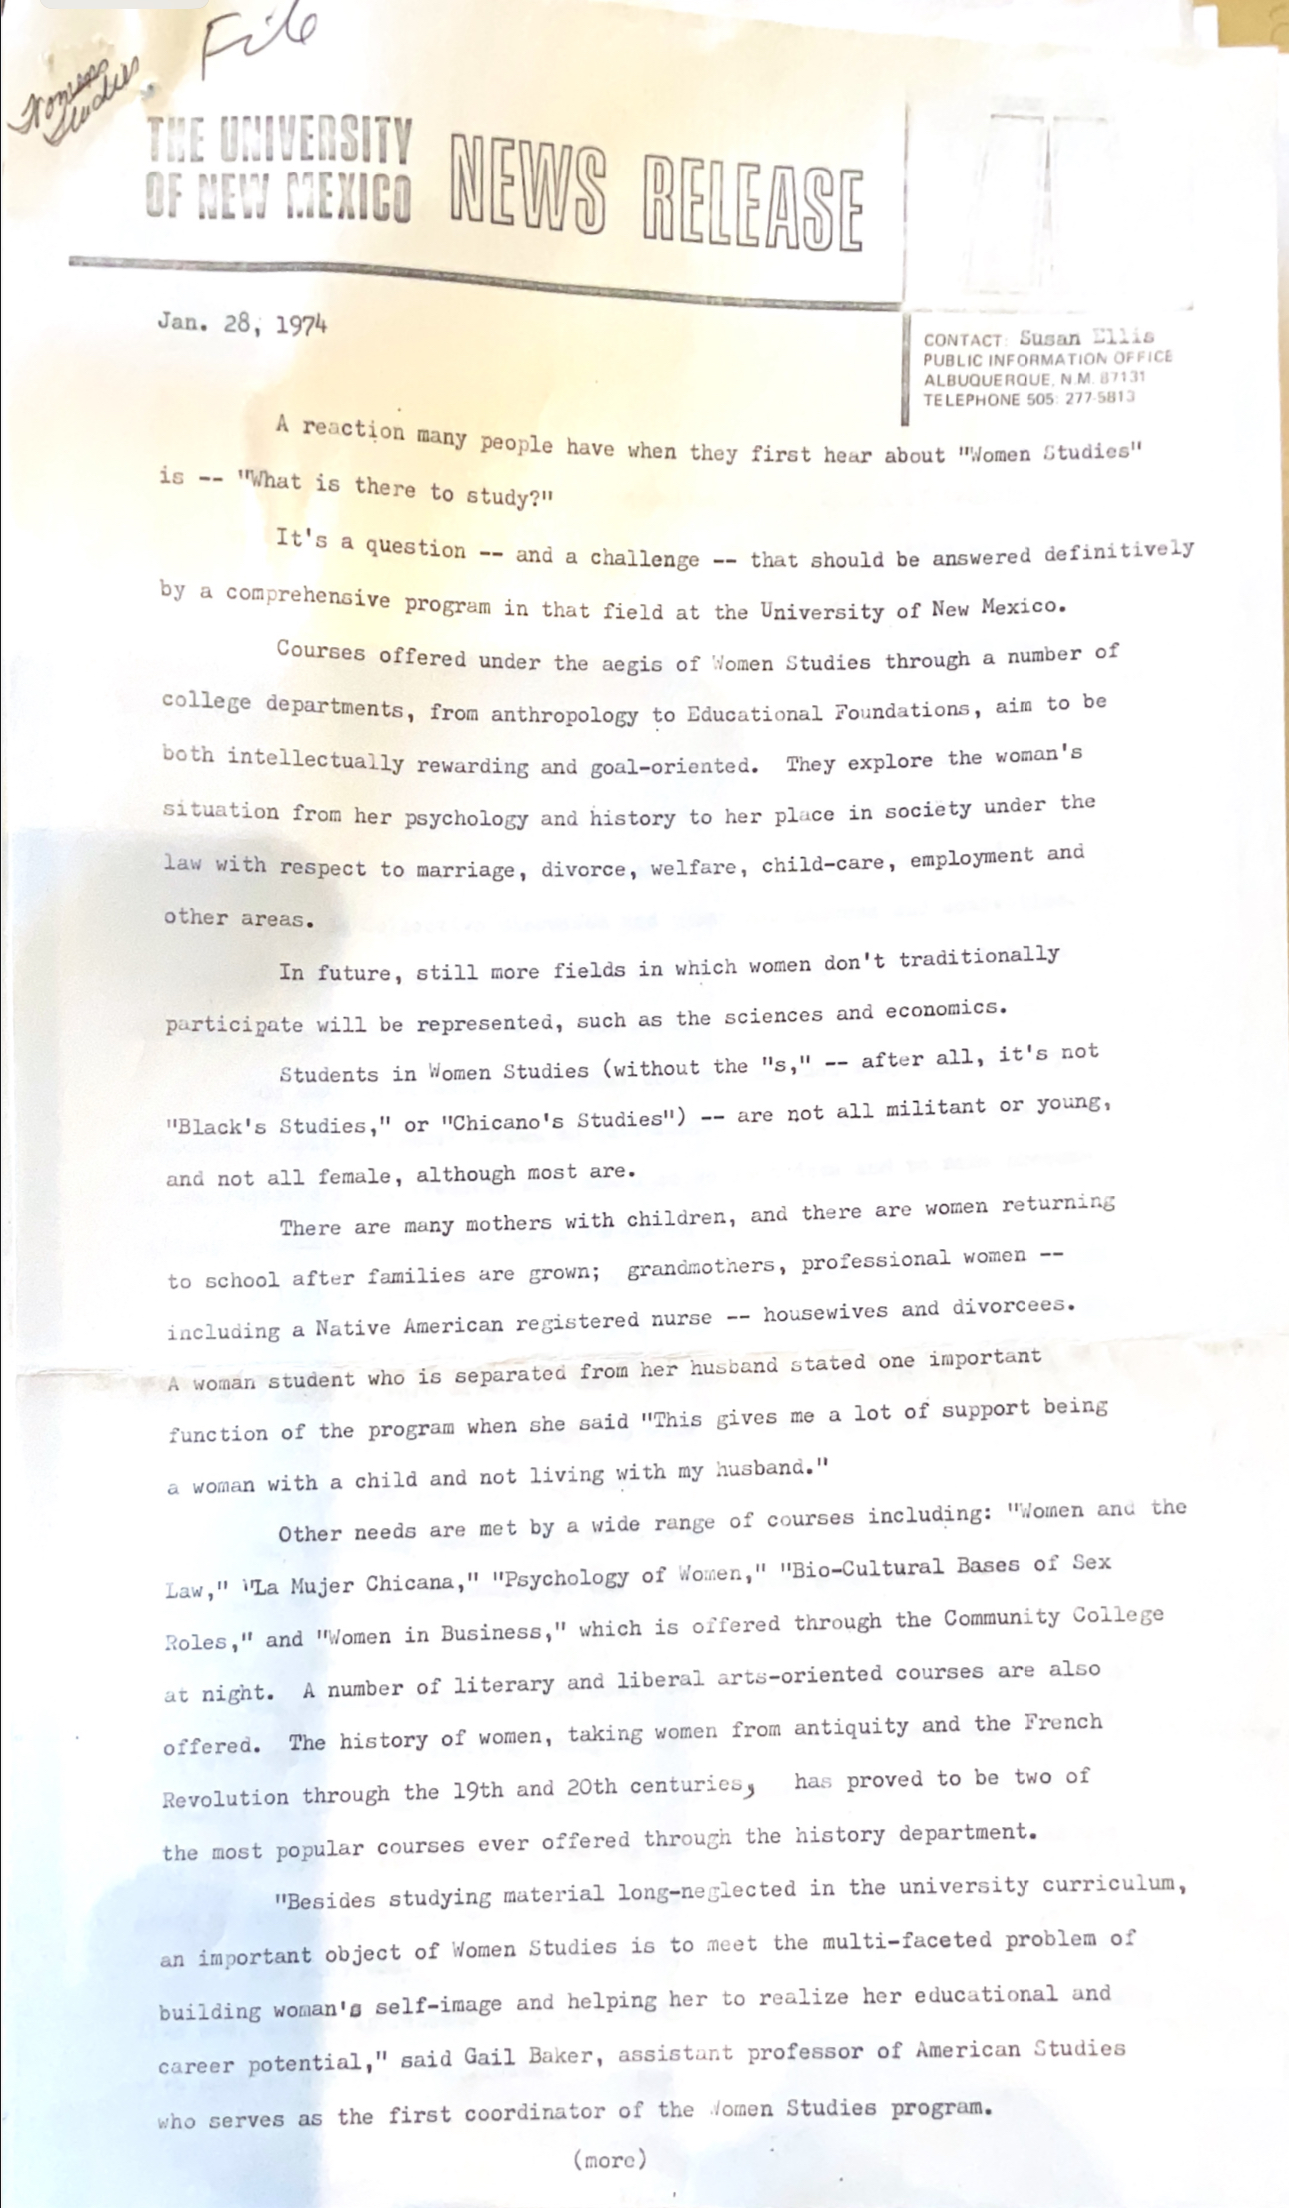 File
Womens
Studies
THE UNIVERSITY
OF NEW MEXICO
NEWS RELEASE
Jan. 28, 1974
CONTACT: Susan Ellis
PUBLIC INFORMATION OFFICE
ALBUQUERQUE, N.M. 87131
TELEPHONE 505: 277-5813
A reaction many people have when they first hear about "Women Studies"
is -- "What is there to study?"
It's a question -- and a challenge -- that should be answered definitively
by a comprehensive program in that field at the University of New Mexico.
Courses offered under the aegis of Women Studies through a number of
college departments, from anthropology to Educational Foundations, aim to be
both intellectually rewarding and goal-oriented.  They explore the woman's
situation from her psychology and history to her place in society under the
law with respect to marriage, divorce, welfare, child-care, employment and
other areas.
In future, still more fields in which women don't traditionally
participate will be represented, such as the sciences and economics.
Students in Women Studies (without the "s," -- after all, it's not
"Black's Studies," or "Chicano's Studies") -- are not all militant or young,
and not all female, although most are.
There are many mothers with children, and there are women returning
to school after families are grown;  grandmothers, professional women --
including a Native American registered nurse -- housewives and divorcees.
A woman student who is separated from her husband stated one important
function of the program when she said "This gives me a lot of support being
a woman with a child and not living with my husband."
Other needs are met by a wide range of courses including: "Women and the
Law," "La Mujer Chicana," "Psychology of Women," "Bio-Cultural Bases of Sex
Roles," and "Women in Business," which is offered through the Community College
at night.  A number of literary and liberal arts-oriented courses are also
offered.  The history of women, taking women from antiquity and the French
Revolution through the 19th and 20th centuries,  has proved to be two of
the most popular courses ever offered through the history department.
"Besides studying material long-neglected in the university curriculum,
an important object of Women Studies is to meet the multi-faceted problem of
building woman's self-image and helping her to realize her educational and
career potential," said Gail Baker, assistant professor of American Studies
who serves as the first coordinator of the Women Studies program.
(more)